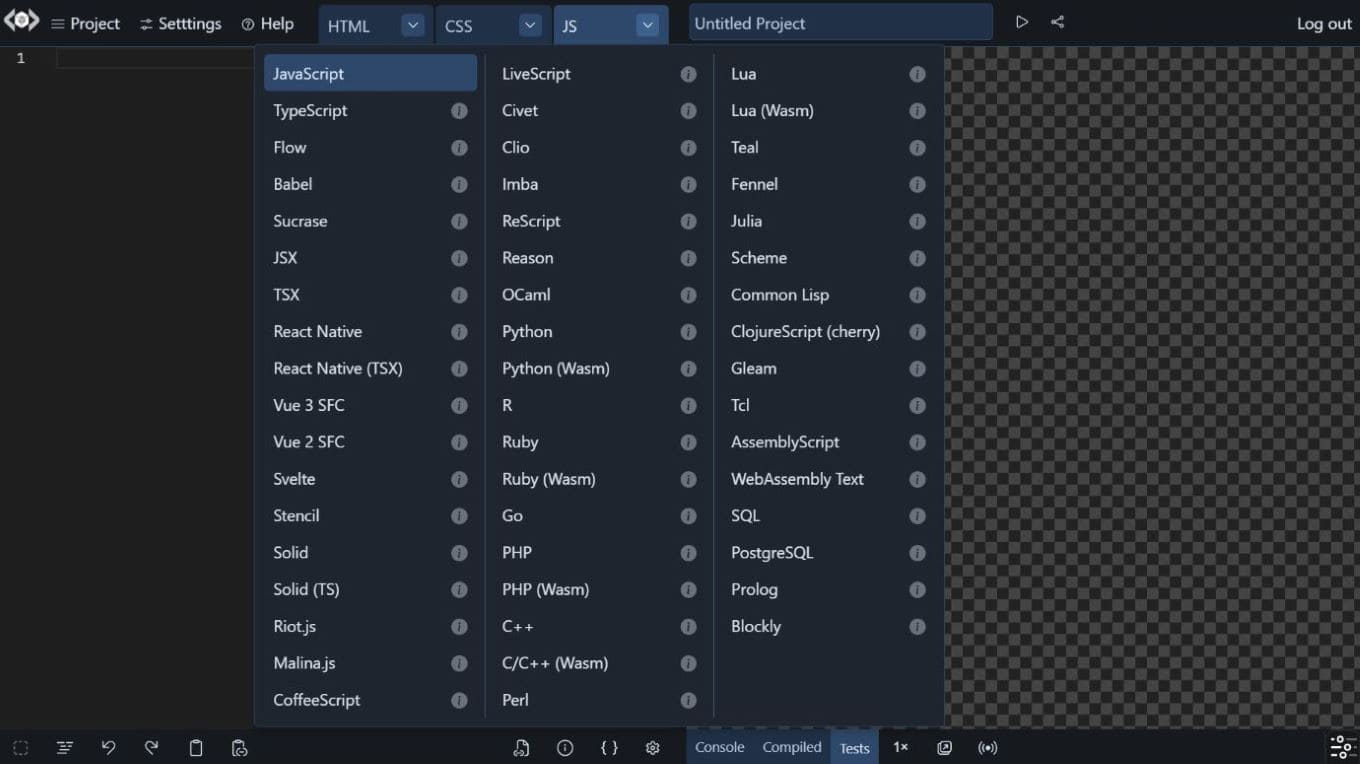 Project Setttings Help HTML CSS JS Untitled Project Log out
1
JavaScript
TypeScript
Flow
Babel
Sucrase
JSX
TSX
React Native
React Native (TSX)
Vue 3 SFC
Vue 2 SFC
Svelte
Stencil
Solid
Solid (TS)
Riot.js
Malina.js
CoffeeScript
LiveScript
Civet
Clio
Imba
ReScript
Reason
OCaml
Python
Python (Wasm)
R
Ruby
Ruby (Wasm)
Go
PHP
PHP (Wasm)
C++
C/C++ (Wasm)
Perl
Lua
Lua (Wasm)
Teal
Fennel
Julia
Scheme
Common Lisp
ClojureScript (cherry)
Gleam
Tcl
AssemblyScript
WebAssembly Text
SQL
PostgreSQL
Prolog
Blockly
Console Compiled Tests 1×